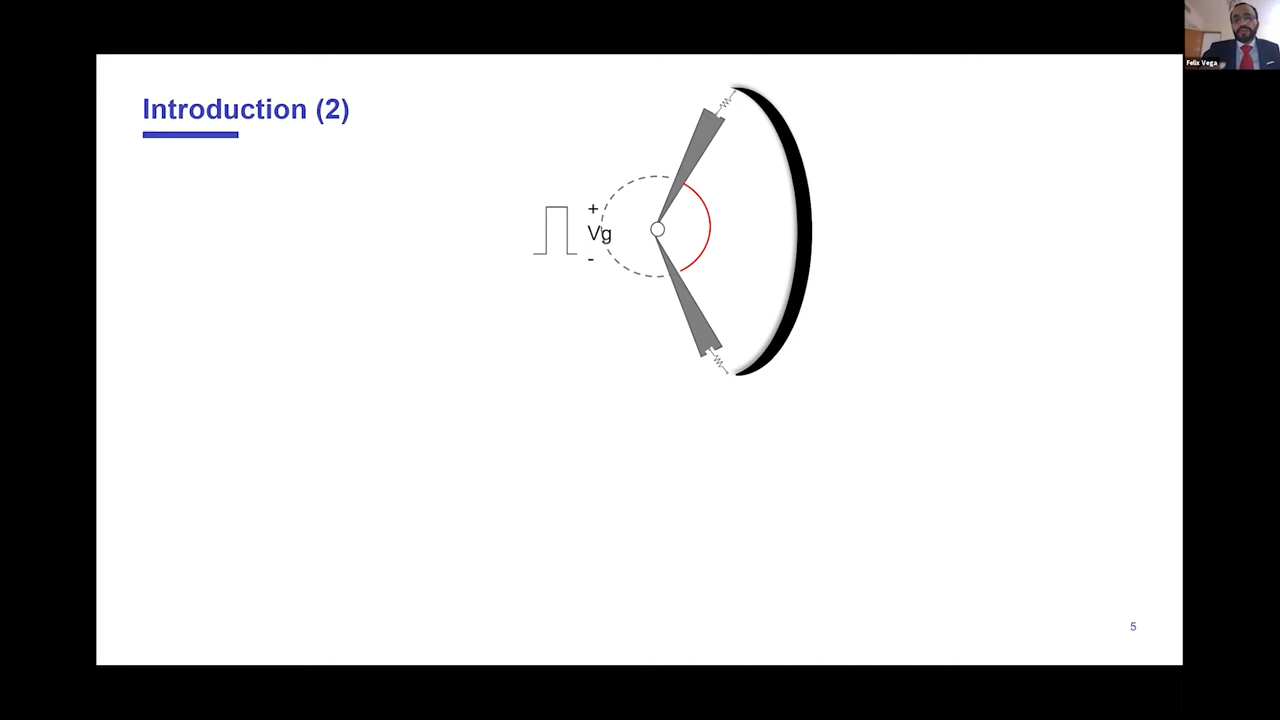 Introduction (2)
+
Vg
-
5
Felix Vega